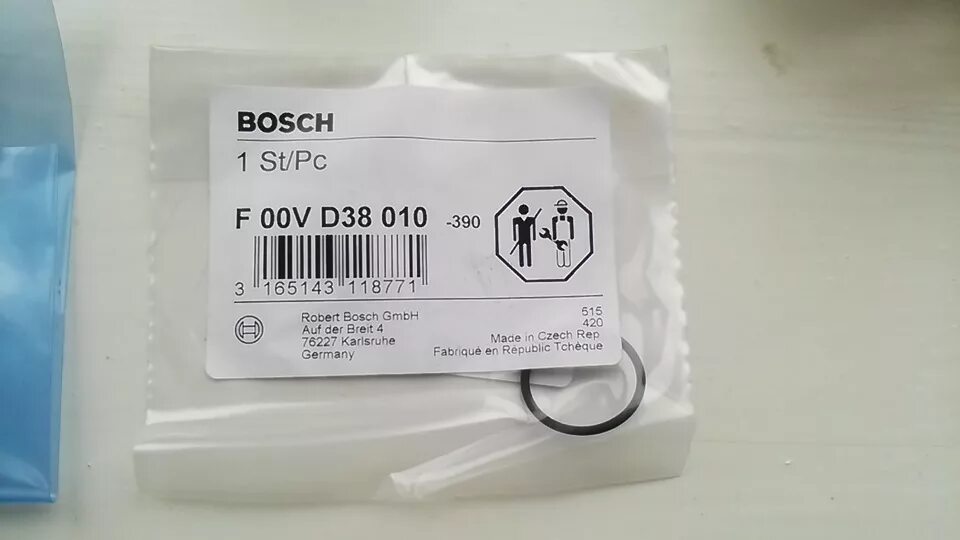 BOSCH
1 St/Pc
F 00V D38 010 -390
3 165143 118771
Robert Bosch GmbH
Auf der Breit 4
76227 Karlsruhe
Germany
515
420
Made in Czech Rep
Fabriqué en Républic Tchèque